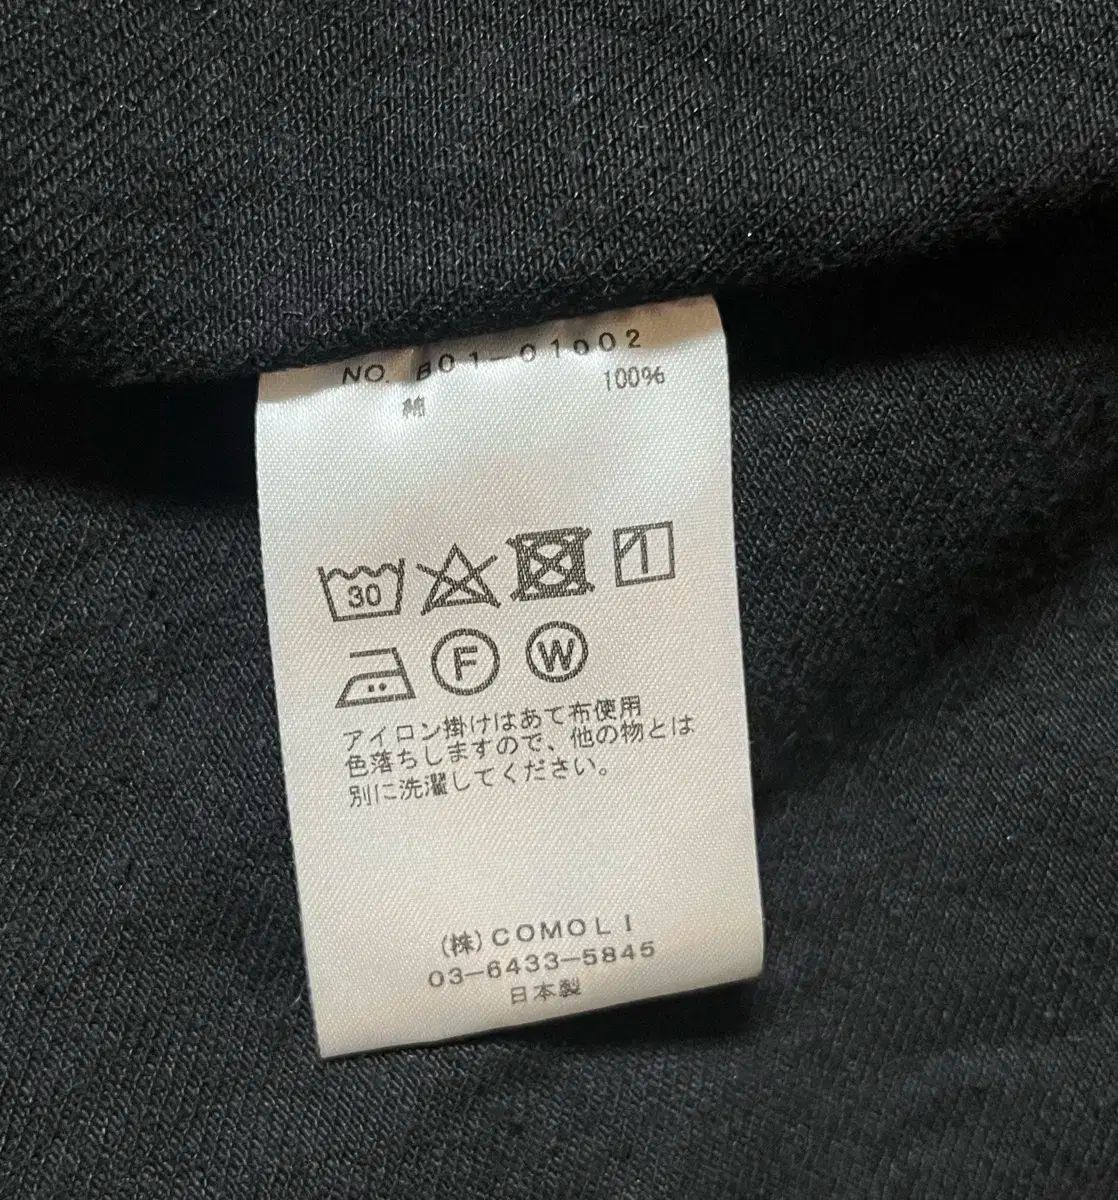 NO. B01-01002
綿 100%
30
F W
アイロン掛けはあて布使用
色落ちしますので、他の物とは
別に洗濯してください。
(株)COMOLI
03-6433-5845
日本製